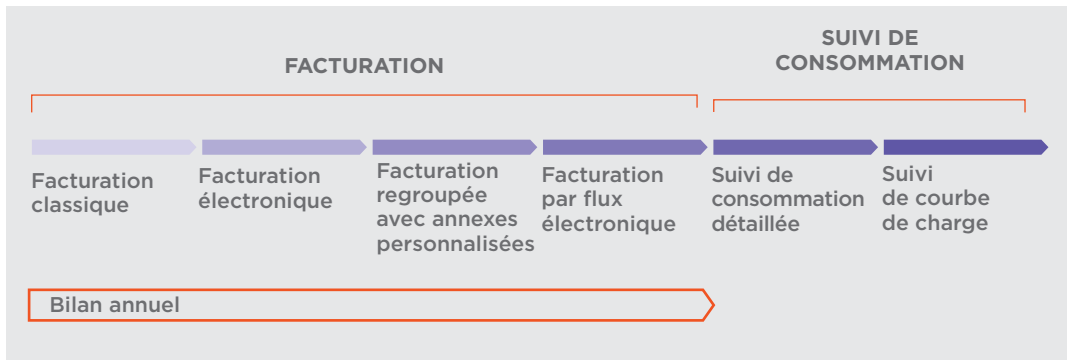 FACTURATION
SUIVI DE
CONSOMMATION
Facturation
classique
Facturation
électronique
Facturation
regroupée
avec annexes
personnalisées
Facturation
par flux
électronique
Suivi de
consommation
détaillée
Suivi
de courbe
de charge
Bilan annuel